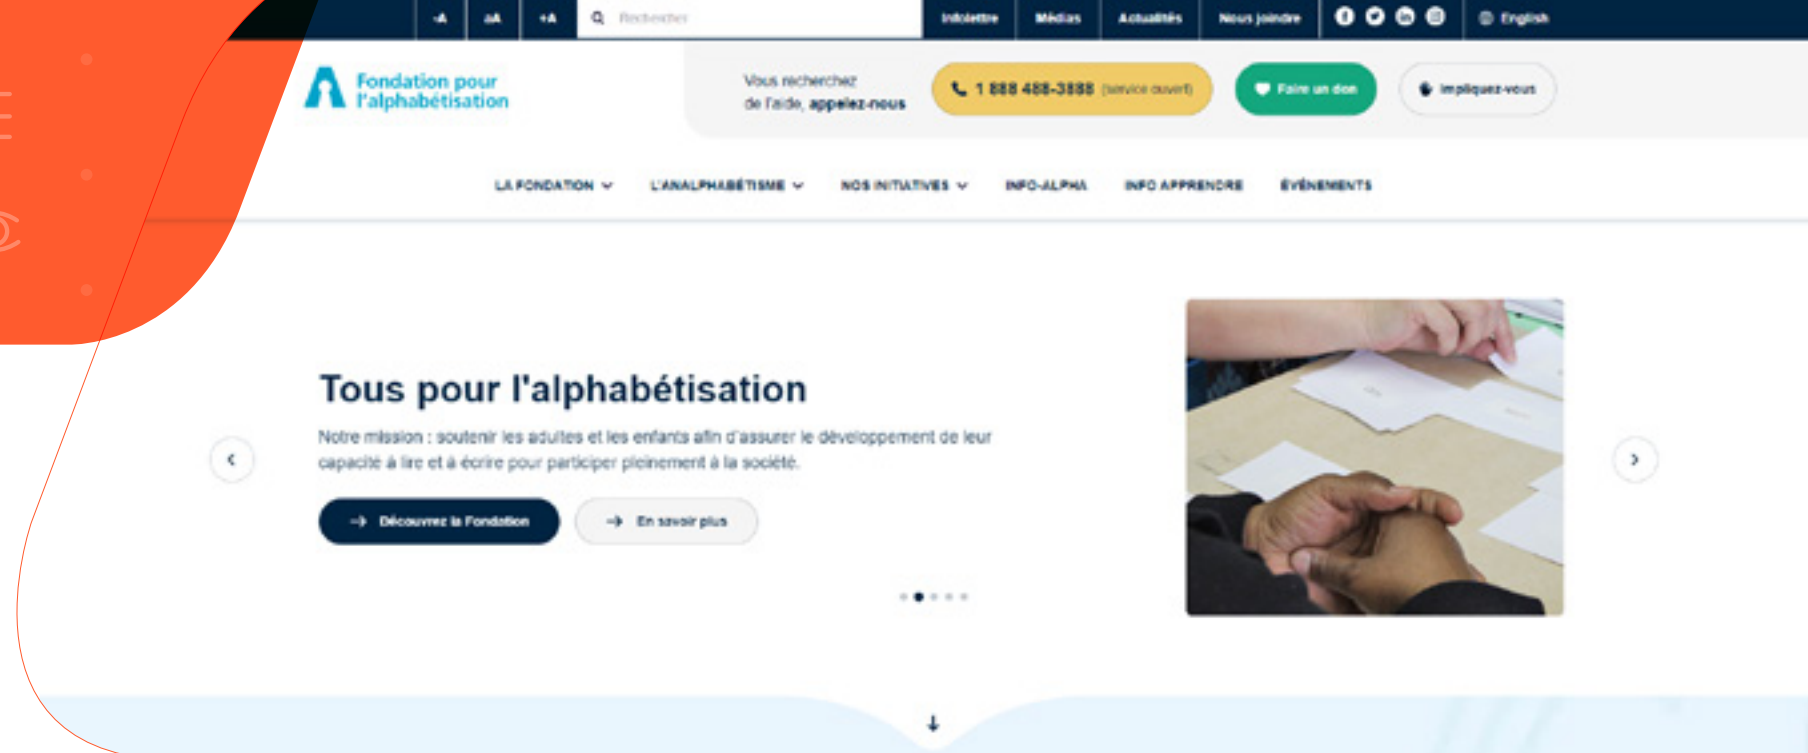 -A
aA
+A
Rechercher
Infolettre
Médias
Actualités
Nous joindre
English
Fondation pour
l'alphabétisation
Vous recherchez
de l'aide, appelez-nous
1 888 488-3888 (service ouvert)
Faire un don
Impliquez-vous
LA FONDATION
L'ANALPHABÉTISME
NOS INITIATIVES
INFO-ALPHA
INFO APPRENDRE
ÉVÉNEMENTS
Tous pour l'alphabétisation
Notre mission : soutenir les adultes et les enfants afin d'assurer le développement de leur
capacité à lire et à écrire pour participer pleinement à la société.
Découvrez la Fondation
En savoir plus